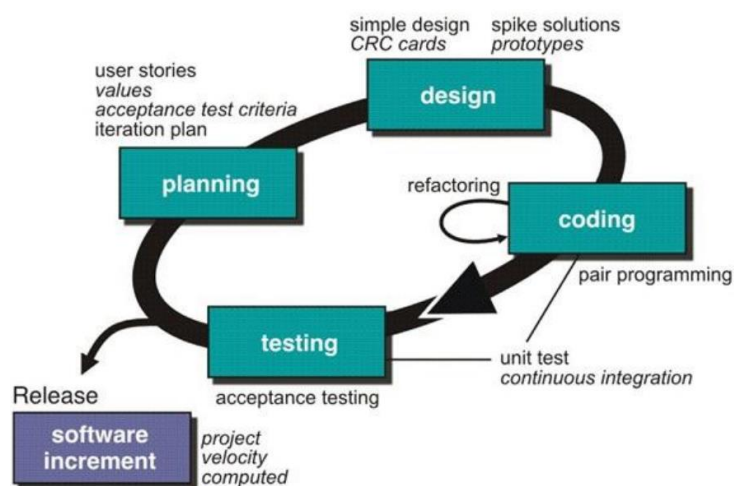 simple design
CRC cards
spike solutions
prototypes
user stories
values
acceptance test criteria
iteration plan
design
planning
refactoring
coding
pair programming
testing
unit test
continuous integration
acceptance testing
Release
software
increment
project
velocity
computed